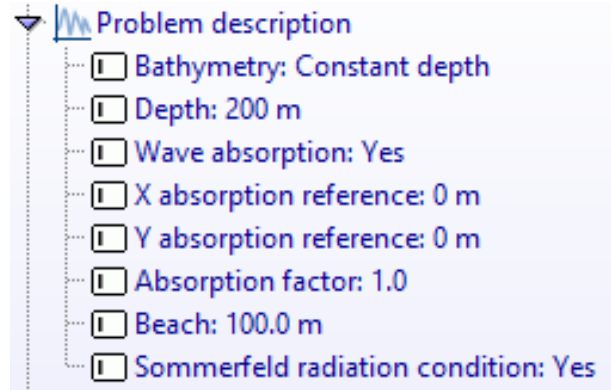 Problem description
Bathymetry: Constant depth
Depth: 200 m
Wave absorption: Yes
X absorption reference: 0 m
Y absorption reference: 0 m
Absorption factor: 1.0
Beach: 100.0 m
Sommerfeld radiation condition: Yes